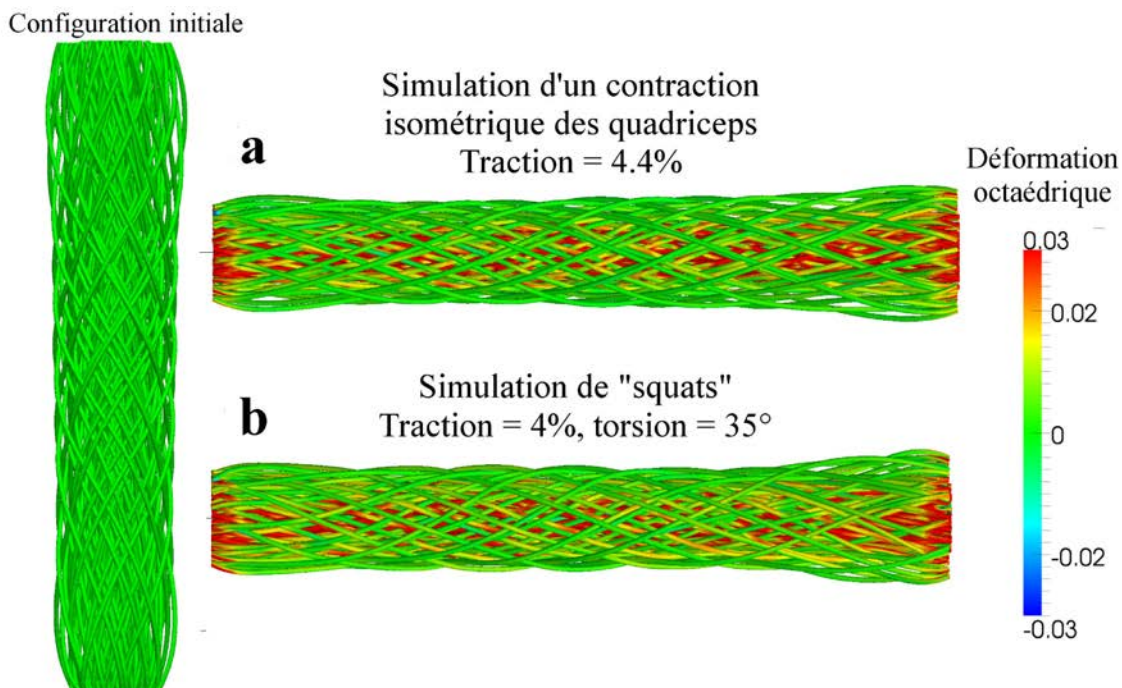 Configuration initiale
a
Simulation d'un contraction
isométrique des quadriceps
Traction = 4.4%
Déformation
octaédrique
0.03
0.02
0
-0.02
-0.03
b
Simulation de "squats"
Traction = 4%, torsion = 35°